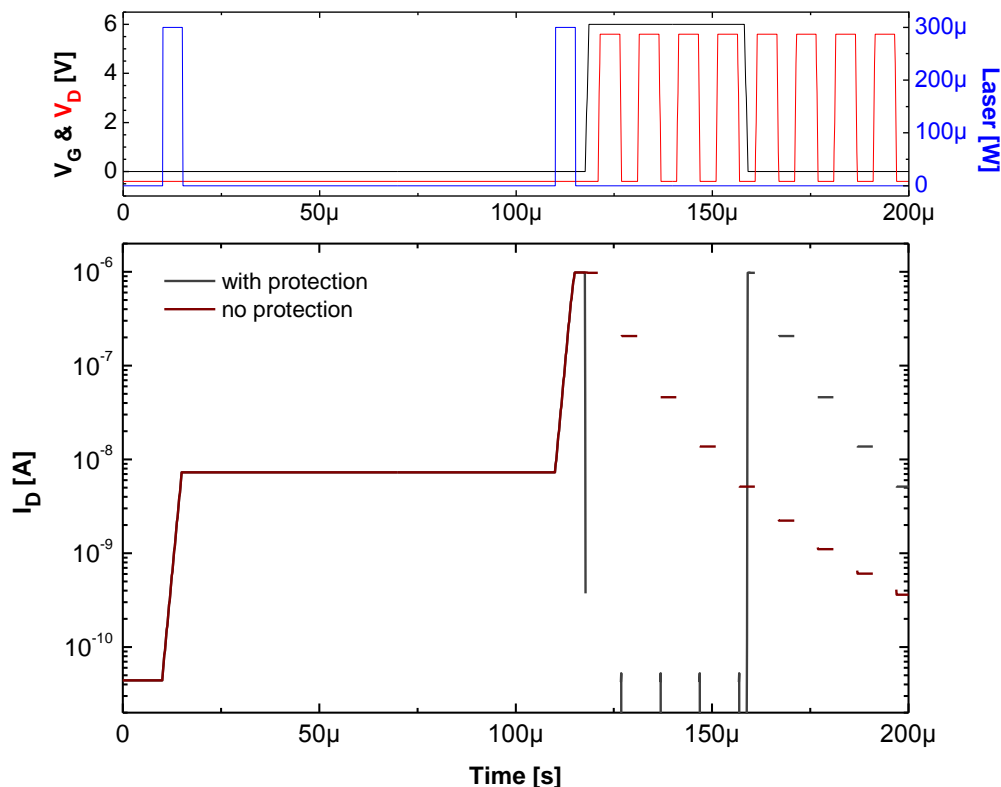 V_G & V_D [V]
6
4
2
0
300µ
200µ
100µ
0
Laser [W]
0
50µ
100µ
150µ
200µ
with protection
no protection
I_D [A]
10^-6
10^-7
10^-8
10^-9
10^-10
0
50µ
100µ
150µ
200µ
Time [s]